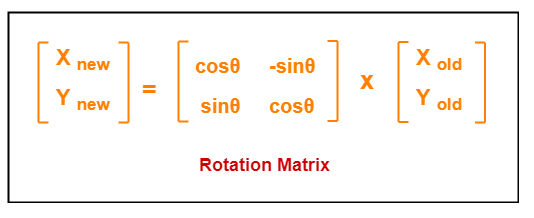 X new cosθ -sinθ X old
= x
Y new sinθ cosθ Y old
Rotation Matrix